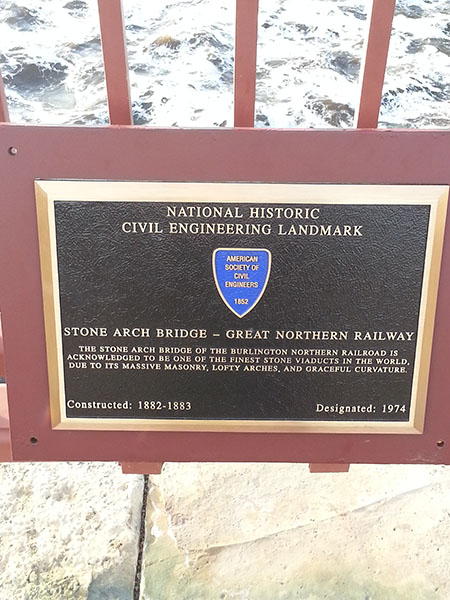 NATIONAL HISTORIC
CIVIL ENGINEERING LANDMARK
AMERICAN
SOCIETY OF
CIVIL
ENGINEERS
1852
STONE ARCH BRIDGE – GREAT NORTHERN RAILWAY
THE STONE ARCH BRIDGE OF THE BURLINGTON NORTHERN RAILROAD IS
ACKNOWLEDGED TO BE ONE OF THE FINEST STONE VIADUCTS IN THE WORLD,
DUE TO ITS MASSIVE MASONRY, LOFTY ARCHES, AND GRACEFUL CURVATURE.
Constructed: 1882-1883 Designated: 1974